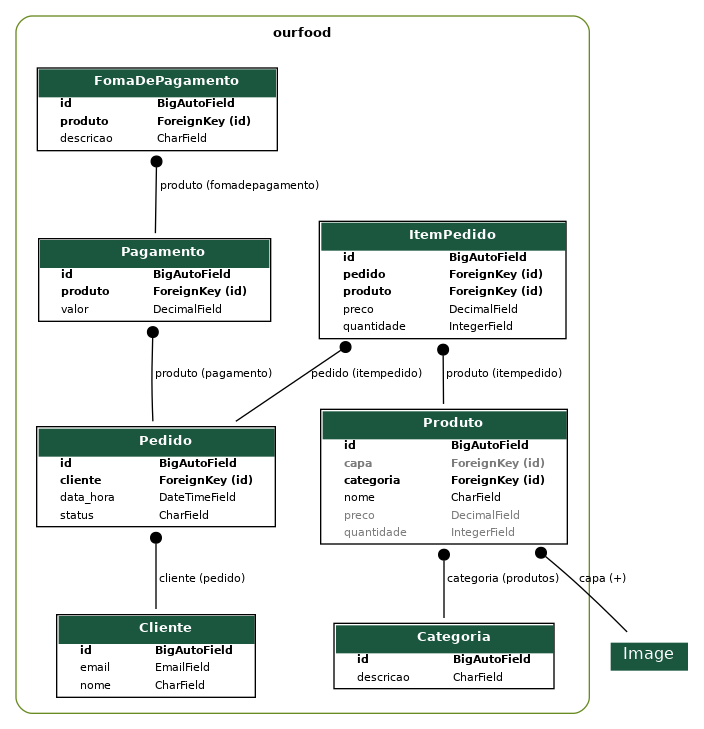 ourfood
FomaDePagamento
id BigAutoField
produto ForeignKey (id)
descricao CharField
produto (fomadepagamento)
Pagamento
id BigAutoField
produto ForeignKey (id)
valor DecimalField
ItemPedido
id BigAutoField
pedido ForeignKey (id)
produto ForeignKey (id)
preco DecimalField
quantidade IntegerField
produto (pagamento)
pedido (itempedido)
produto (itempedido)
Pedido
id BigAutoField
cliente ForeignKey (id)
data_hora DateTimeField
status CharField
Produto
id BigAutoField
capa ForeignKey (id)
categoria ForeignKey (id)
nome CharField
preco DecimalField
quantidade IntegerField
cliente (pedido)
categoria (produtos)
capa (+)
Cliente
id BigAutoField
email EmailField
nome CharField
Categoria
id BigAutoField
descricao CharField
Image